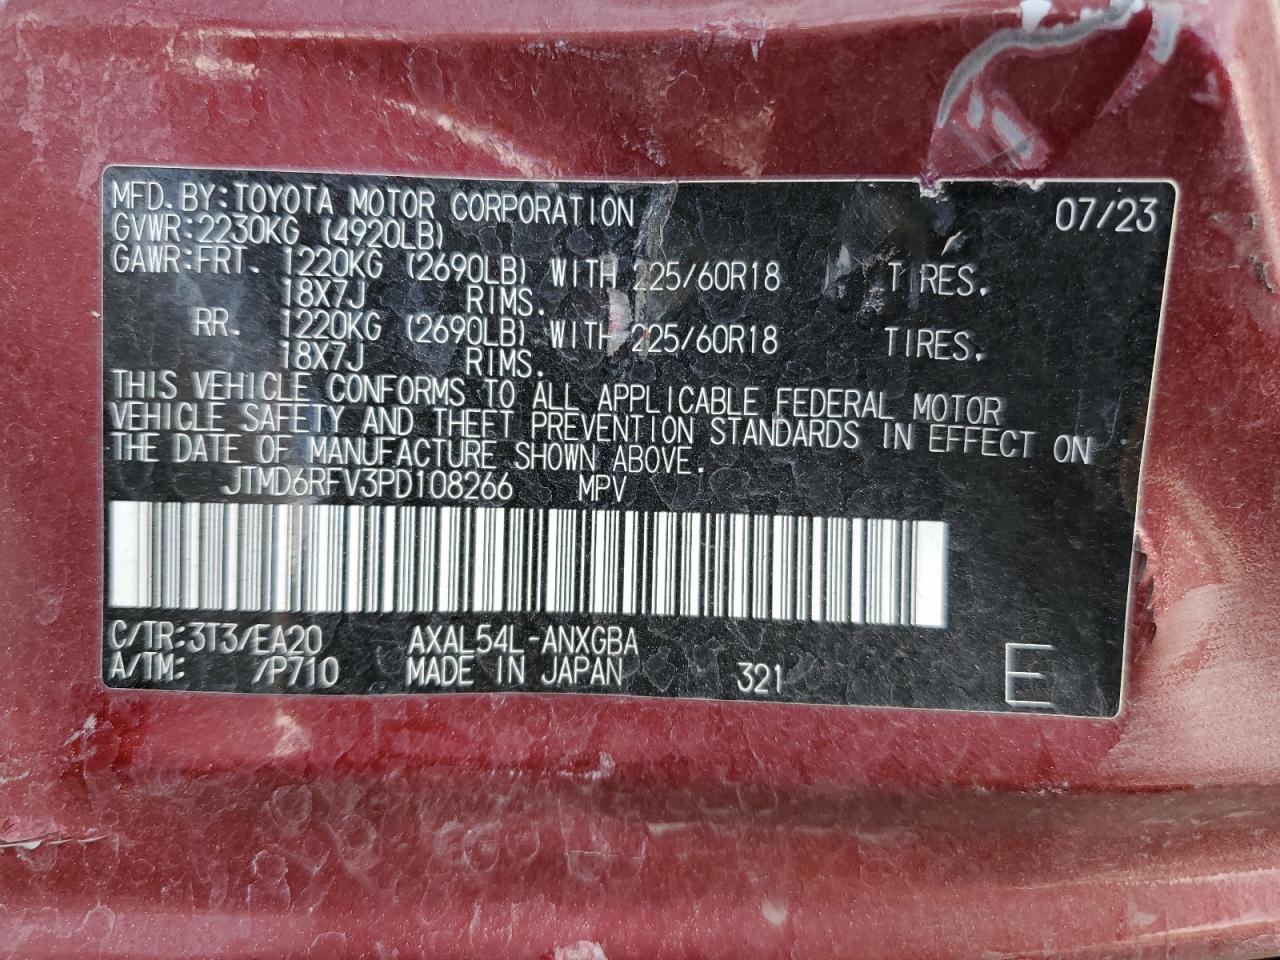 MFD. BY: TOYOTA MOTOR CORPORATION 07/23
GVWR: 2230KG (4920LB)
GAWR: FRT. 1220KG (2690LB) WITH 225/60R18 TIRES.
18X7J RIMS.
RR. 1220KG (2690LB) WITH 225/60R18 TIRES.
18X7J RIMS.
THIS VEHICLE CONFORMS TO ALL APPLICABLE FEDERAL MOTOR
VEHICLE SAFETY AND THEFT PREVENTION STANDARDS IN EFFECT ON
THE DATE OF MANUFACTURE SHOWN ABOVE.
JTMD6RFV3PD108266 MPV
C/TR: 3T3/EA20 AXAL54L-ANXGBA
A/TM: /P710 MADE IN JAPAN 321 E